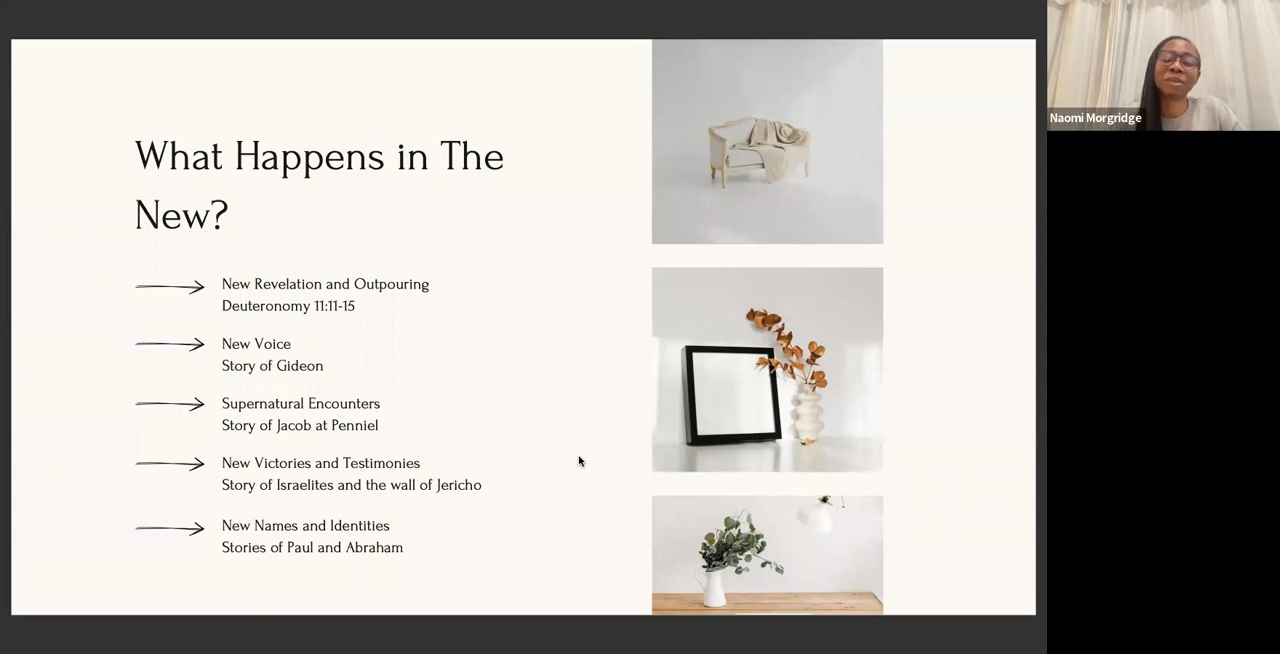 What Happens in The
New?
New Revelation and Outpouring
Deuteronomy 11:11-15
New Voice
Story of Gideon
Supernatural Encounters
Story of Jacob at Penniel
New Victories and Testimonies
Story of Israelites and the wall of Jericho
New Names and Identities
Stories of Paul and Abraham
Naomi Morgridge